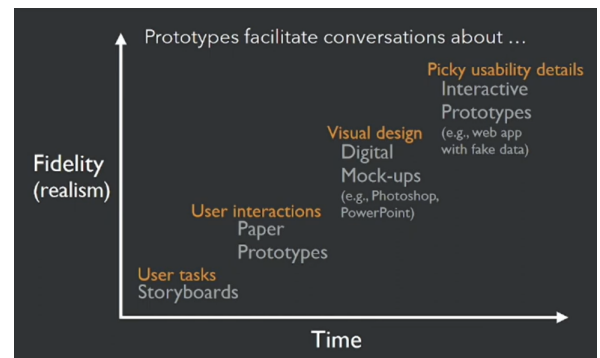 Prototypes facilitate conversations about ...
Picky usability details
Interactive
Prototypes
(e.g., web app
with fake data)
Visual design
Digital
Mock-ups
(e.g., Photoshop,
PowerPoint)
Fidelity
(realism)
User interactions
Paper
Prototypes
User tasks
Storyboards
Time